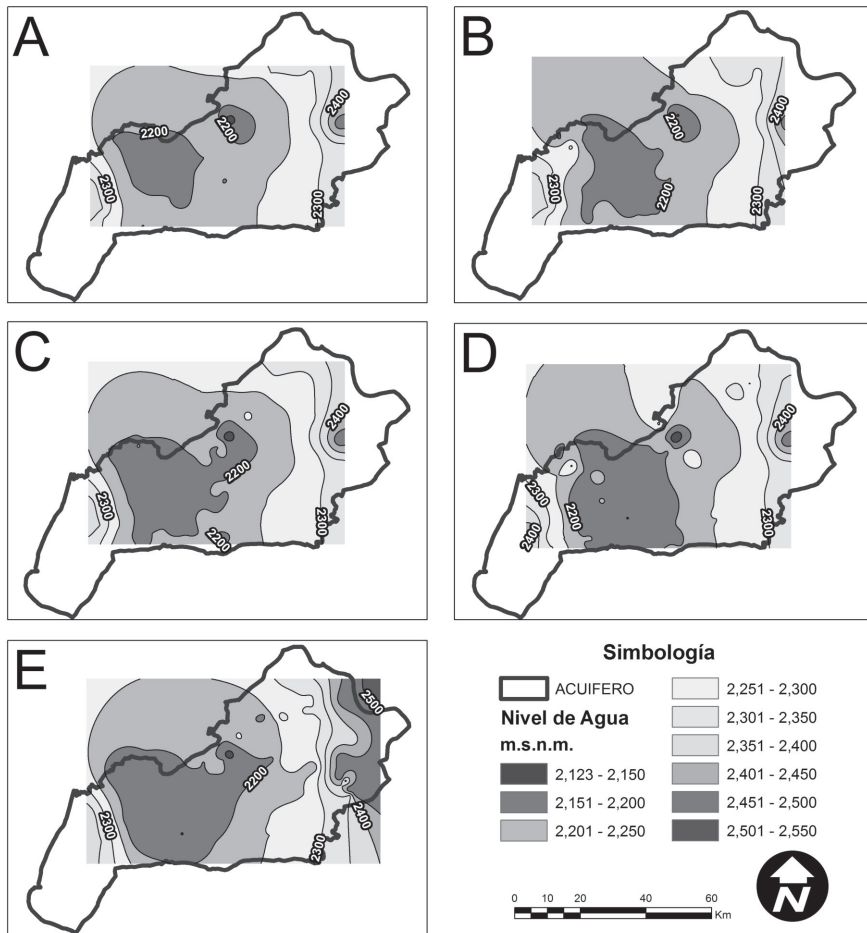 A
2200
2200
2400
2300
2300
B
2200
2400
2300
2200
2300
C
2400
2200
2300
2300
2200
D
2400
2300
2200
2400
2300
E
2500
2200
2300
2400
2300
Simbología
ACUIFERO
Nivel de Agua
m.s.n.m.
2,123 - 2,150
2,151 - 2,200
2,201 - 2,250
2,251 - 2,300
2,301 - 2,350
2,351 - 2,400
2,401 - 2,450
2,451 - 2,500
2,501 - 2,550
0 10 20 40 60
Km
N